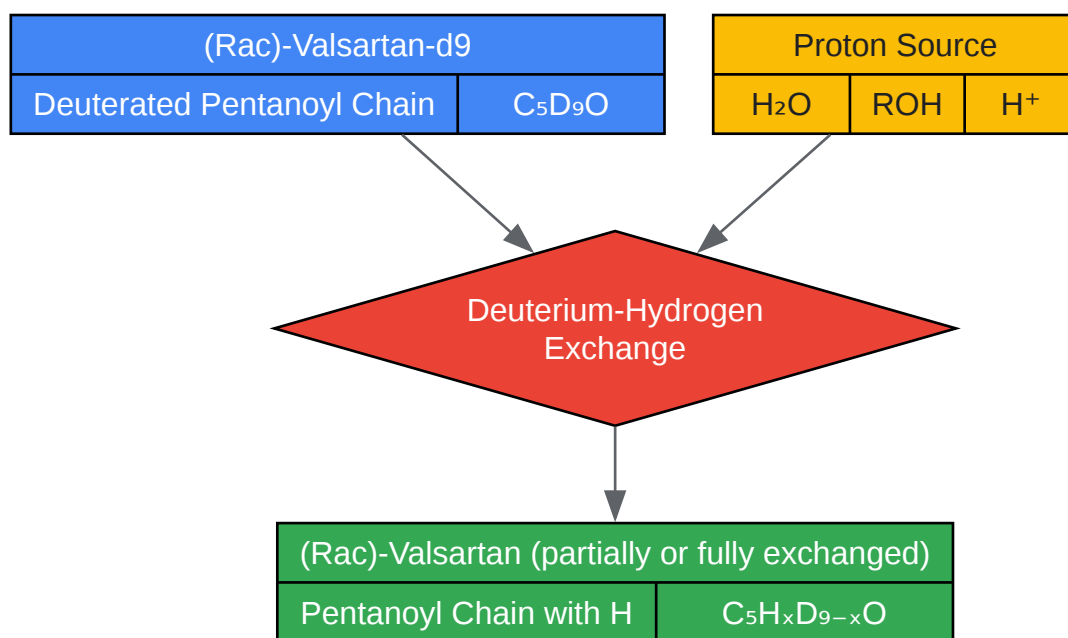 (Rac)-Valsartan-d9
Deuterated Pentanoyl Chain C₅D₉O
Proton Source
H₂O ROH H⁺
Deuterium-Hydrogen
Exchange
(Rac)-Valsartan (partially or fully exchanged)
Pentanoyl Chain with H C₅HₓD₉₋ₓO